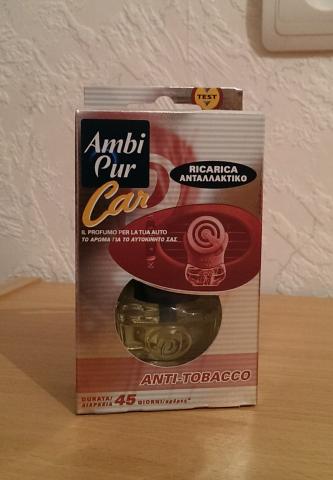 TEST
Ambi
Pur
Car
RICARICA
ΑΝΤΑΛΛΑΚΤΙΚΟ
IL PROFUMO PER LA TUA AUTO
ΤΟ ΑΡΩΜΑ ΓΙΑ ΤΟ ΑΥΤΟΚΙΝΗΤΟ ΣΑΣ
ANTI-TOBACCO
DURATA/
ΔΙΑΡΚΕΙΑ 45 GIORNI/ημέρες*